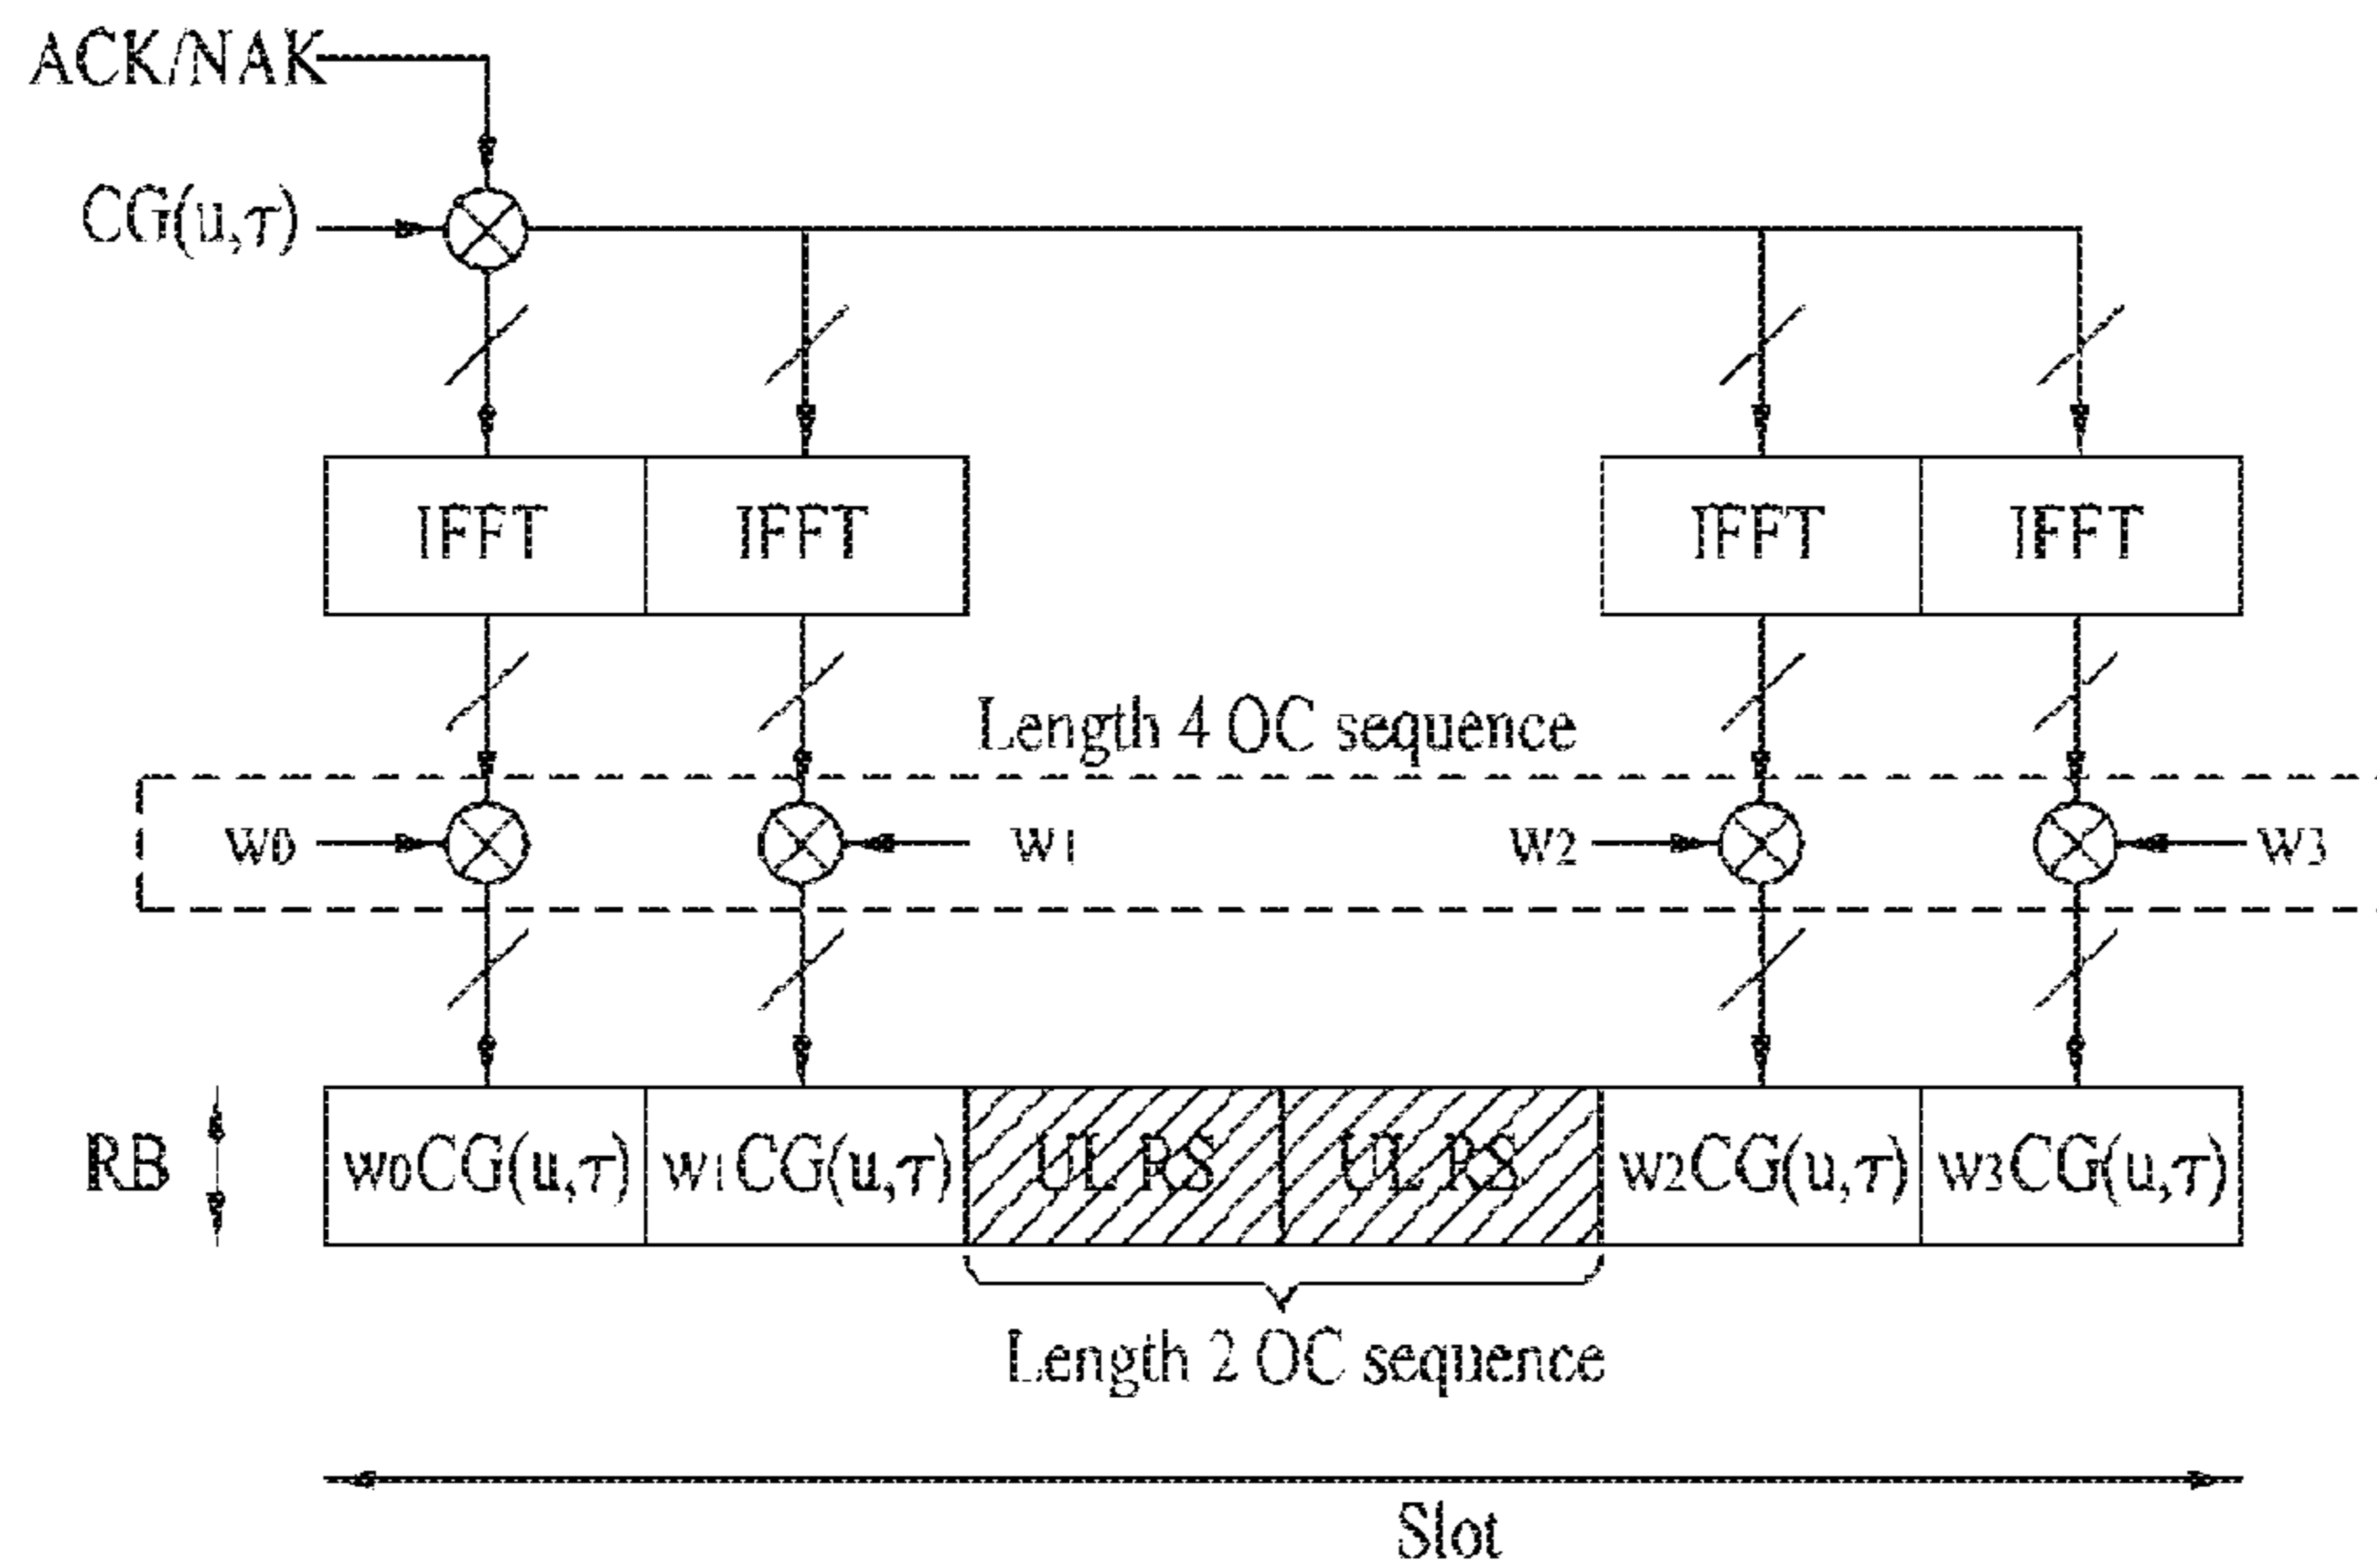 ACK/NAK
CG(u,τ)
IFFT IFFT IFFT IFFT
Length 4 OC sequence
w0 w1 w2 w3
RB w0CG(u,τ) w1CG(u,τ) UL RS UL RS w2CG(u,τ) w3CG(u,τ)
Length 2 OC sequence
Slot